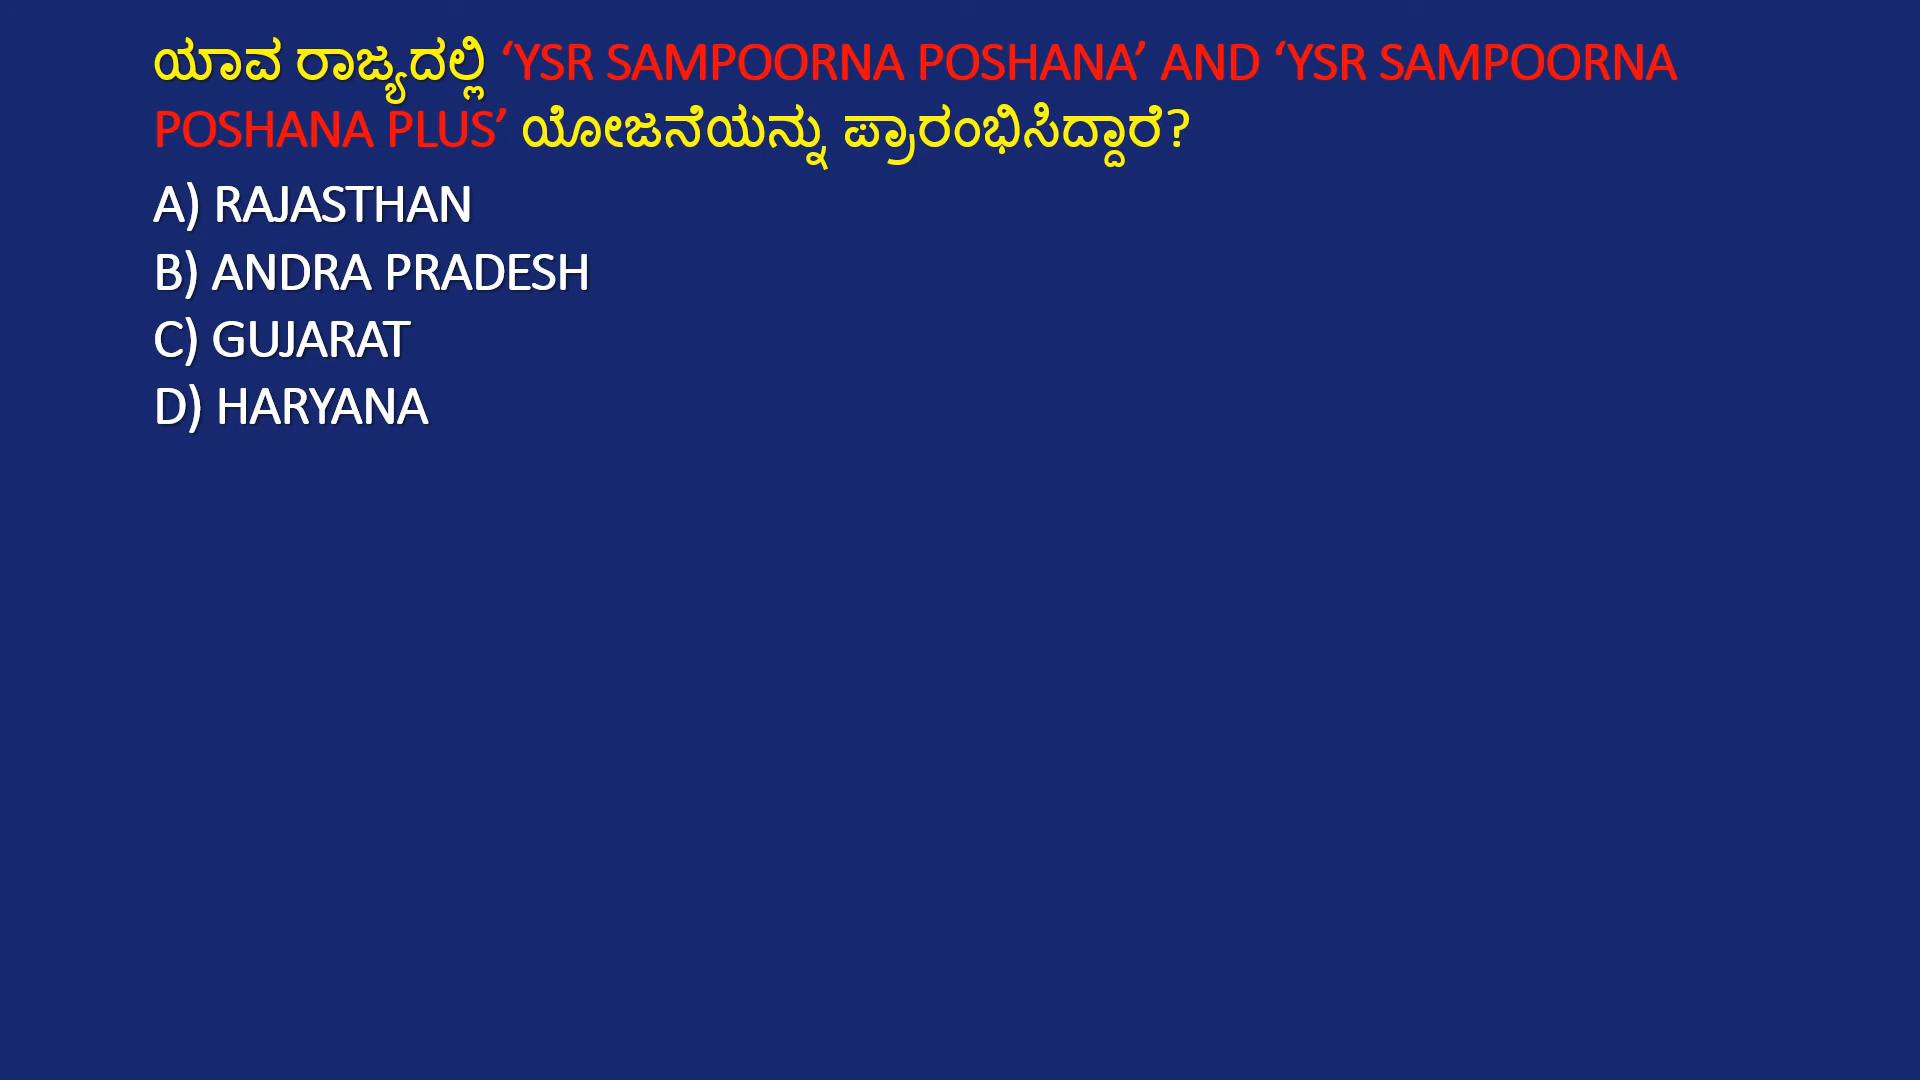 ಯಾವ ರಾಜ್ಯದಲ್ಲಿ ‘YSR SAMPOORNA POSHANA’ AND ‘YSR SAMPOORNA
POSHANA PLUS’ ಯೋಜನೆಯನ್ನು ಪ್ರಾರಂಭಿಸಿದ್ದಾರೆ?
A) RAJASTHAN
B) ANDRA PRADESH
C) GUJARAT
D) HARYANA